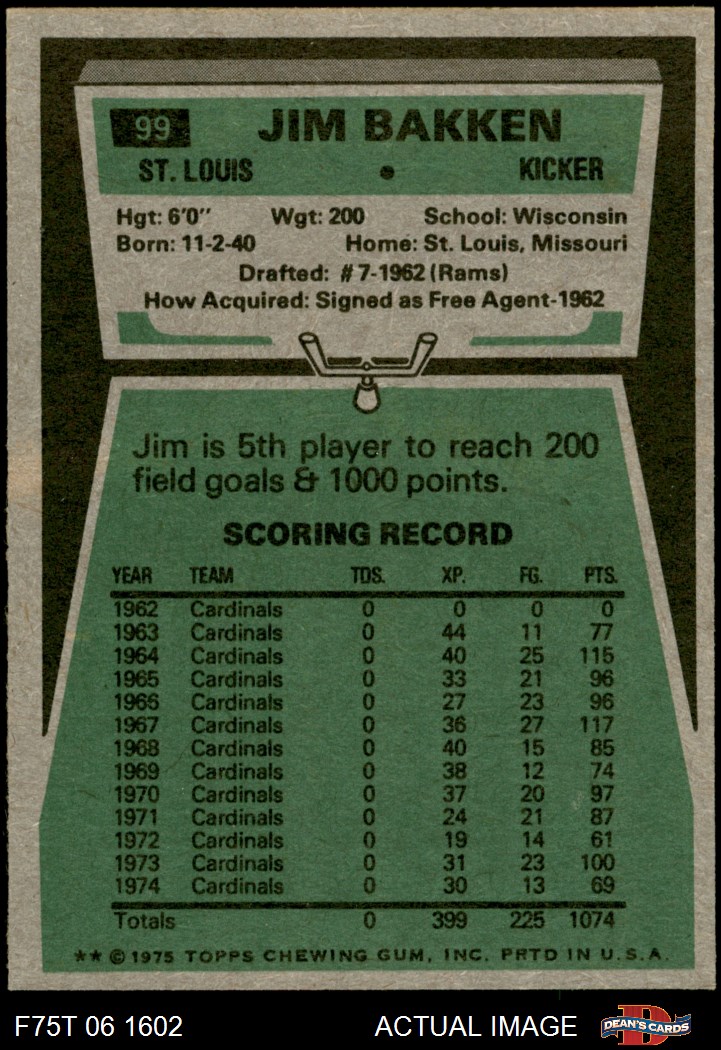 99 JIM BAKKEN
ST. LOUIS • KICKER
Hgt: 6'0" Wgt: 200 School: Wisconsin
Born: 11-2-40 Home: St. Louis, Missouri
Drafted: #7-1962 (Rams)
How Acquired: Signed as Free Agent-1962
Jim is 5th player to reach 200
field goals & 1000 points.
SCORING RECORD
YEAR TEAM TDS. XP. FG. PTS.
1962 Cardinals 0 0 0 0
1963 Cardinals 0 44 11 77
1964 Cardinals 0 40 25 115
1965 Cardinals 0 33 21 96
1966 Cardinals 0 27 23 96
1967 Cardinals 0 36 27 117
1968 Cardinals 0 40 15 85
1969 Cardinals 0 38 12 74
1970 Cardinals 0 37 20 97
1971 Cardinals 0 24 21 87
1972 Cardinals 0 19 14 61
1973 Cardinals 0 31 23 100
1974 Cardinals 0 30 13 69
Totals 0 399 225 1074
** © 1975 TOPPS CHEWING GUM, INC. PRTD IN U.S.A.
F75T 06 1602 ACTUAL IMAGE DEAN'S CARDS